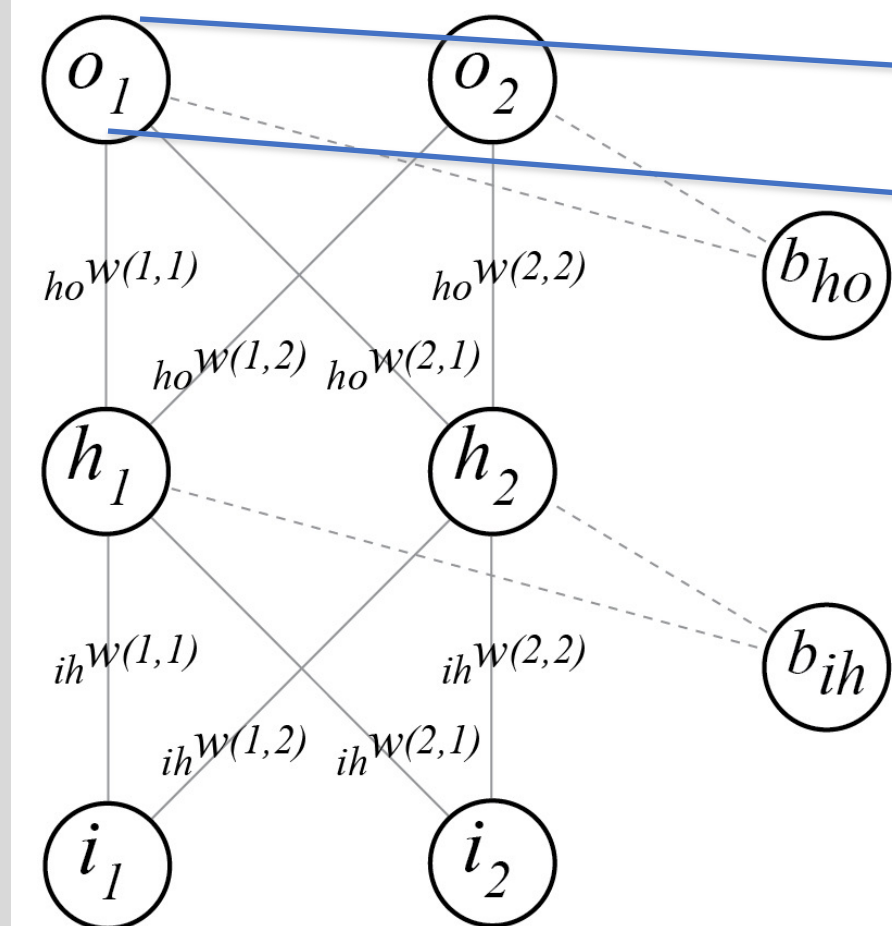 o1 o2
how(1,1) how(2,2) bho
how(1,2) how(2,1)
h1 h2
ihw(1,1) ihw(2,2) bih
ihw(1,2) ihw(2,1)
i1 i2